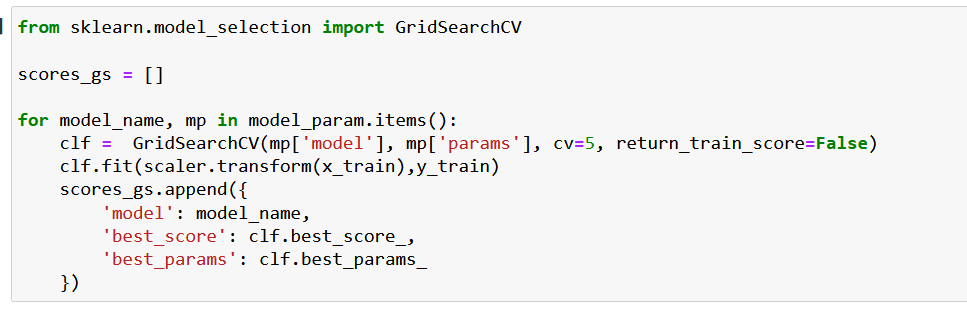 from sklearn.model_selection import GridSearchCV
scores_gs = []
for model_name, mp in model_param.items():
    clf =  GridSearchCV(mp['model'], mp['params'], cv=5, return_train_score=False)
    clf.fit(scaler.transform(x_train),y_train)
    scores_gs.append({
        'model': model_name,
        'best_score': clf.best_score_,
        'best_params': clf.best_params_
    })